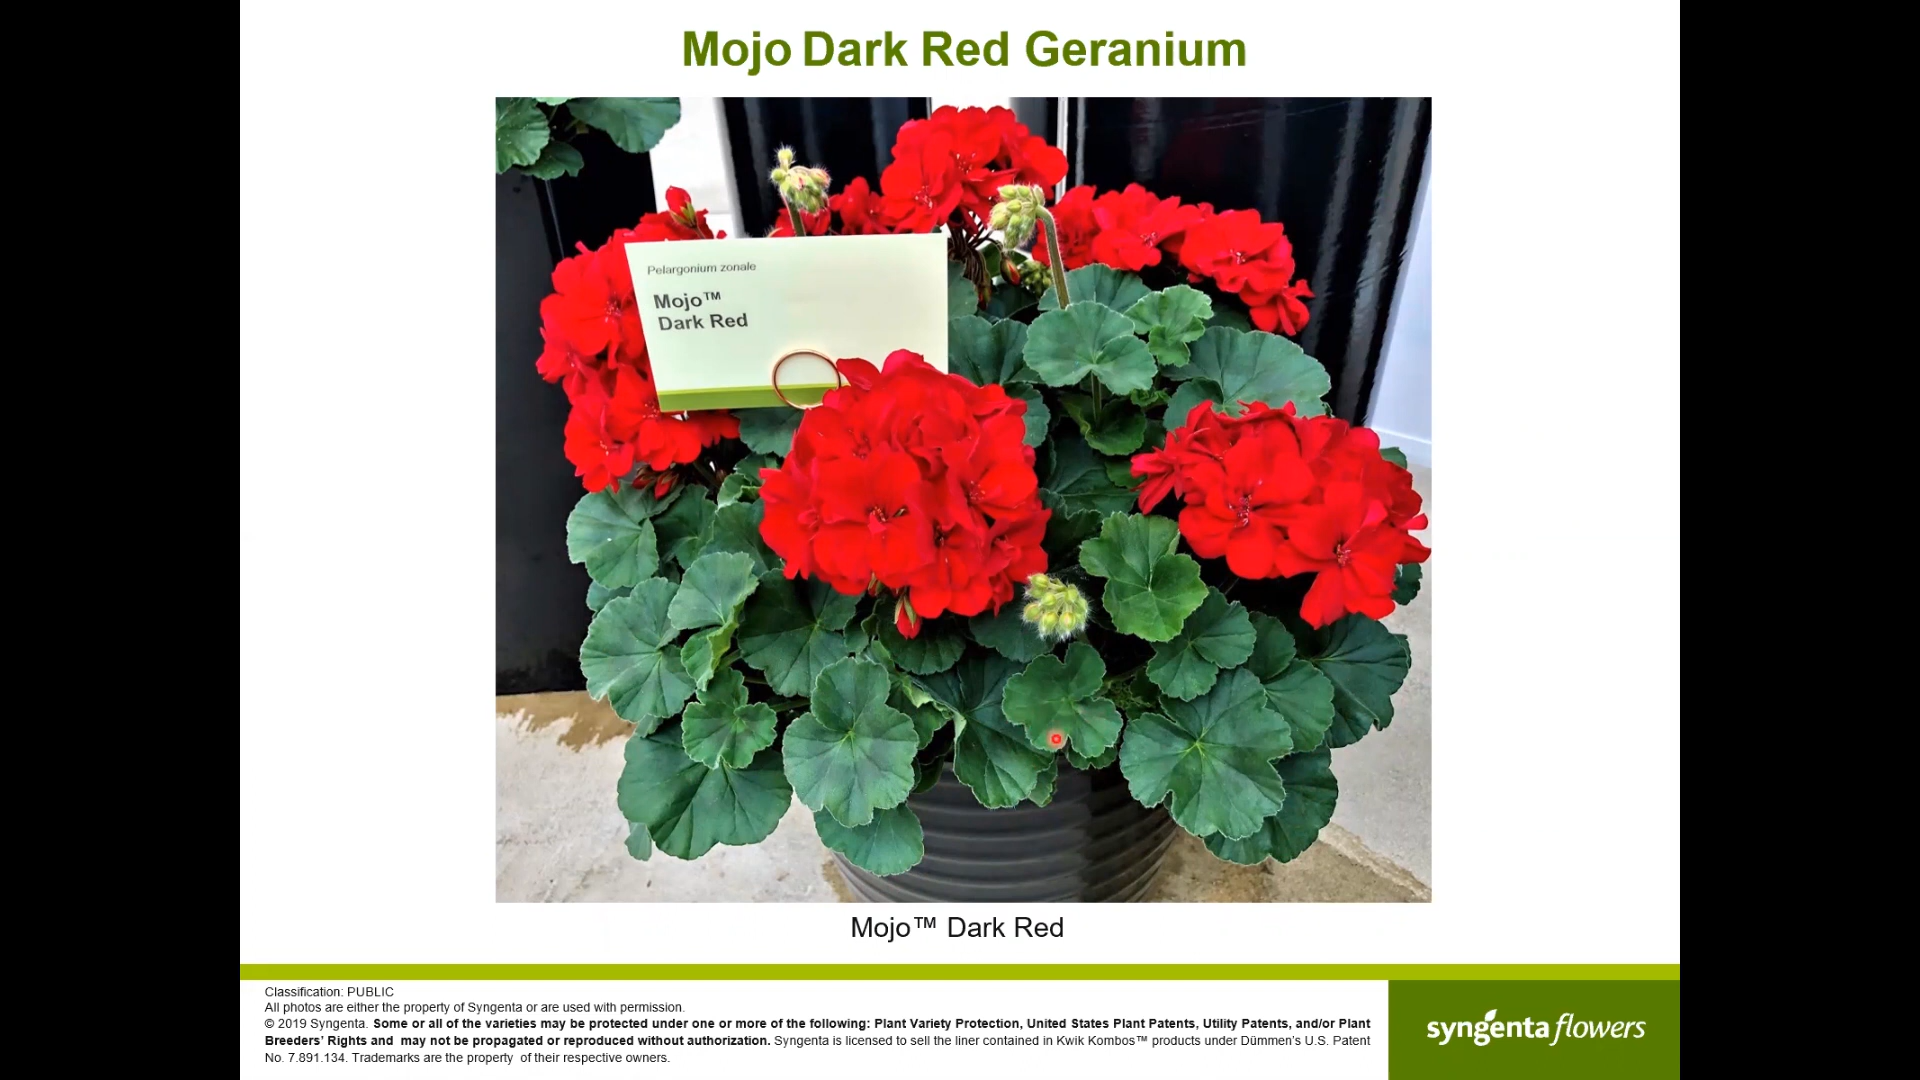 Mojo Dark Red Geranium
Pelargonium zonale
Mojo™
Dark Red
Mojo™ Dark Red
Classification: PUBLIC
All photos are either the property of Syngenta or are used with permission.
© 2019 Syngenta. Some or all of the varieties may be protected under one or more of the following: Plant Variety Protection, United States Plant Patents, Utility Patents, and/or Plant
Breeders' Rights and may not be propagated or reproduced without authorization. Syngenta is licensed to sell the liner contained in Kwik Kombos™ products under Dümmen's U.S. Patent
No. 7.891.134. Trademarks are the property of their respective owners.
syngenta flowers